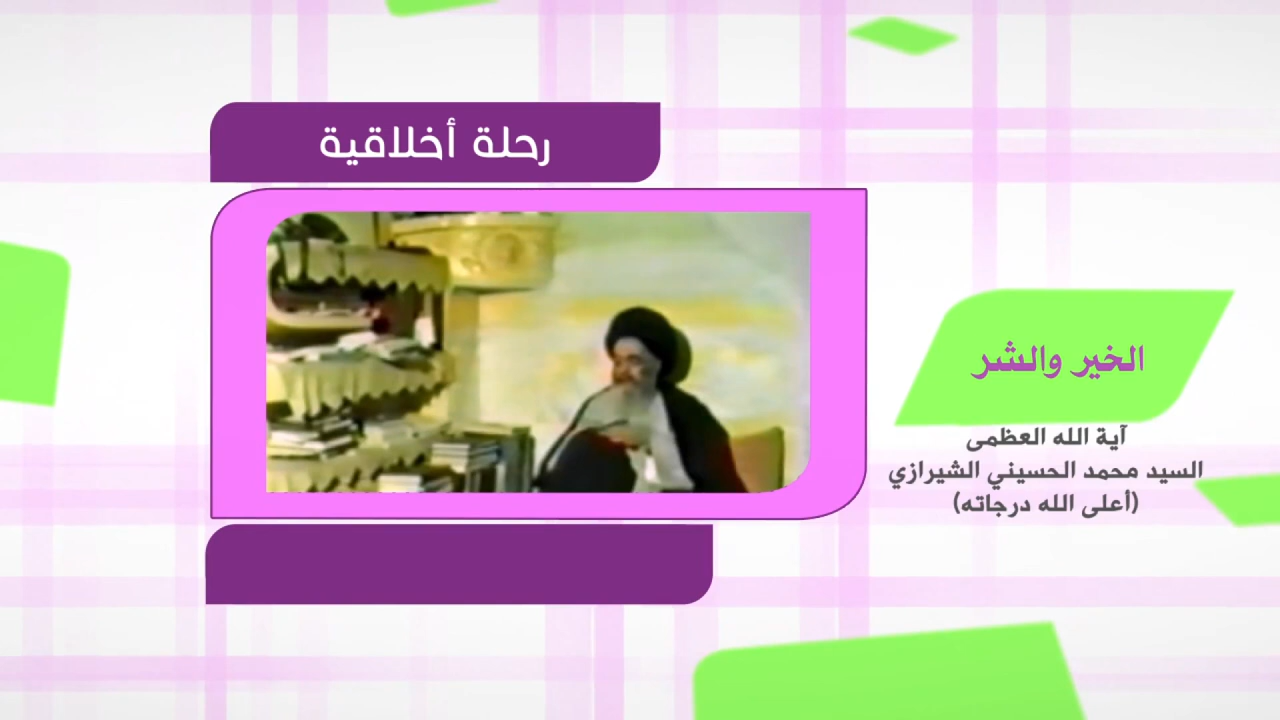 رحلة أخلاقية
الخير والشر
آية الله العظمى
السيد محمد الحسيني الشيرازي
(أعلى الله درجاته)